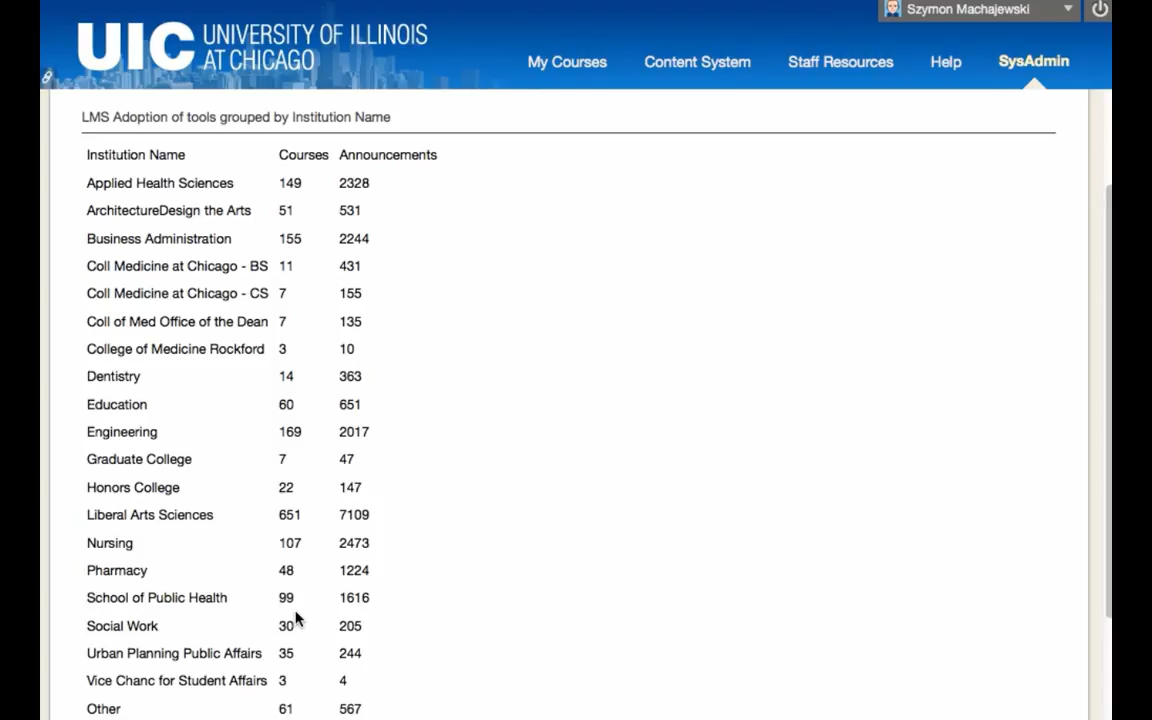 Szymon Machajewski
UIC UNIVERSITY OF ILLINOIS
AT CHICAGO
My Courses Content System Staff Resources Help SysAdmin
LMS Adoption of tools grouped by Institution Name
Institution Name Courses Announcements
Applied Health Sciences 149 2328
ArchitectureDesign the Arts 51 531
Business Administration 155 2244
Coll Medicine at Chicago - BS 11 431
Coll Medicine at Chicago - CS 7 155
Coll of Med Office of the Dean 7 135
College of Medicine Rockford 3 10
Dentistry 14 363
Education 60 651
Engineering 169 2017
Graduate College 7 47
Honors College 22 147
Liberal Arts Sciences 651 7109
Nursing 107 2473
Pharmacy 48 1224
School of Public Health 99 1616
Social Work 30 205
Urban Planning Public Affairs 35 244
Vice Chanc for Student Affairs 3 4
Other 61 567